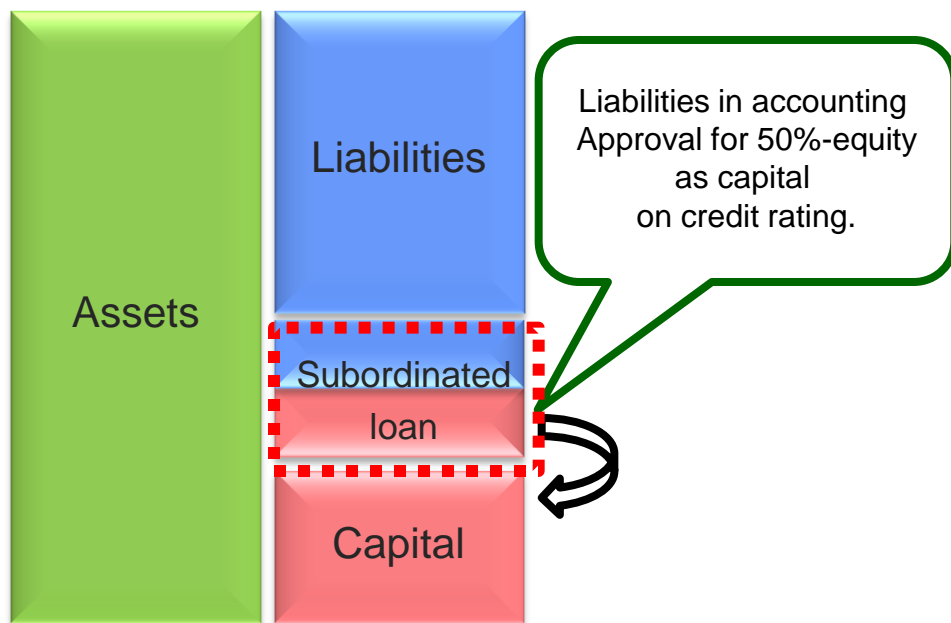 Assets
Liabilities
Subordinated
loan
Capital
Liabilities in accounting
Approval for 50%-equity
as capital
on credit rating.